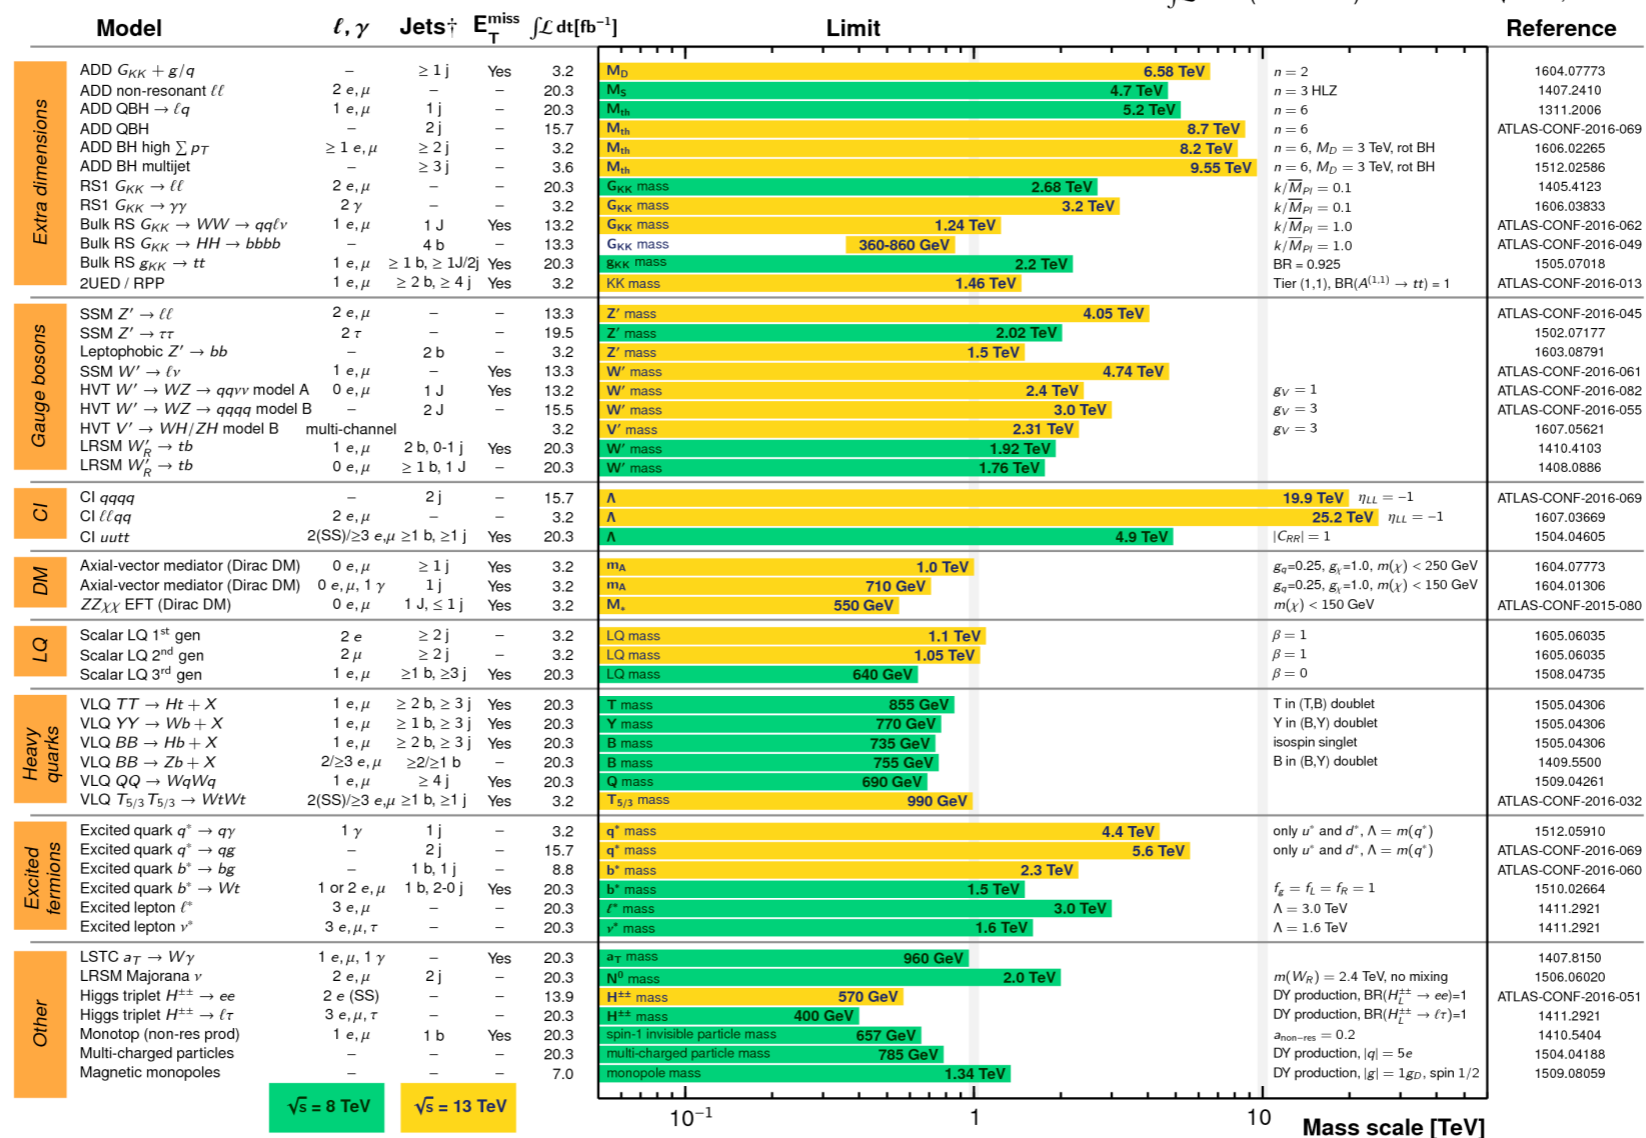 Model ℓ, γ Jets† E_T^miss ∫ℒ dt[fb⁻¹] Limit Reference
Extra dimensions
ADD G_KK + g/q – ≥ 1 j Yes 3.2 M_D 6.58 TeV n = 2 1604.07773
ADD non-resonant ℓℓ 2 e, μ – – 20.3 M_S 4.7 TeV n = 3 HLZ 1407.2410
ADD QBH → ℓq 1 e, μ 1 j – 20.3 M_th 5.2 TeV n = 6 1311.2006
ADD QBH – 2 j – 15.7 M_th 8.7 TeV n = 6 ATLAS-CONF-2016-069
ADD BH high ∑ p_T ≥ 1 e, μ ≥ 2 j – 3.2 M_th 8.2 TeV n = 6, M_D = 3 TeV, rot BH 1606.02265
ADD BH multijet – ≥ 3 j – 3.6 M_th 9.55 TeV n = 6, M_D = 3 TeV, rot BH 1512.02586
RS1 G_KK → ℓℓ 2 e, μ – – 20.3 G_KK mass 2.68 TeV k/M̅_Pl = 0.1 1405.4123
RS1 G_KK → γγ 2 γ – – 3.2 G_KK mass 3.2 TeV k/M̅_Pl = 0.1 1606.03833
Bulk RS G_KK → WW → qqℓν 1 e, μ 1 J Yes 13.2 G_KK mass 1.24 TeV k/M̅_Pl = 1.0 ATLAS-CONF-2016-062
Bulk RS G_KK → HH → bbbb – 4 b – 13.3 G_KK mass 360-860 GeV k/M̅_Pl = 1.0 ATLAS-CONF-2016-049
Bulk RS g_KK → tt 1 e, μ ≥ 1 b, ≥ 1J/2j Yes 20.3 g_KK mass 2.2 TeV BR = 0.925 1505.07018
2UED / RPP 1 e, μ ≥ 2 b, ≥ 4 j Yes 3.2 KK mass 1.46 TeV Tier (1,1), BR(A^(1,1) → tt) = 1 ATLAS-CONF-2016-013
Gauge bosons
SSM Z′ → ℓℓ 2 e, μ – – 13.3 Z′ mass 4.05 TeV ATLAS-CONF-2016-045
SSM Z′ → ττ 2 τ – – 19.5 Z′ mass 2.02 TeV 1502.07177
Leptophobic Z′ → bb – 2 b – 3.2 Z′ mass 1.5 TeV 1603.08791
SSM W′ → ℓν 1 e, μ – Yes 13.3 W′ mass 4.74 TeV ATLAS-CONF-2016-061
HVT W′ → WZ → qqνν model A 0 e, μ 1 J Yes 13.2 W′ mass 2.4 TeV g_V = 1 ATLAS-CONF-2016-082
HVT W′ → WZ → qqqq model B – 2 J – 15.5 W′ mass 3.0 TeV g_V = 3 ATLAS-CONF-2016-055
HVT V′ → WH/ZH model B multi-channel 3.2 V′ mass 2.31 TeV g_V = 3 1607.05621
LRSM W′_R → tb 1 e, μ 2 b, 0-1 j Yes 20.3 W′ mass 1.92 TeV 1410.4103
LRSM W′_R → tb 0 e, μ ≥ 1 b, 1 J – 20.3 W′ mass 1.76 TeV 1408.0886
CI
CI qqqq – 2 j – 15.7 Λ 19.9 TeV η_LL = −1 ATLAS-CONF-2016-069
CI ℓℓqq 2 e, μ – – 3.2 Λ 25.2 TeV η_LL = −1 1607.03669
CI uutt 2(SS)/≥3 e,μ ≥1 b, ≥1 j Yes 20.3 Λ 4.9 TeV |C_RR| = 1 1504.04605
DM
Axial-vector mediator (Dirac DM) 0 e, μ ≥ 1 j Yes 3.2 m_A 1.0 TeV g_q=0.25, g_χ=1.0, m(χ) < 250 GeV 1604.07773
Axial-vector mediator (Dirac DM) 0 e, μ, 1 γ 1 j Yes 3.2 m_A 710 GeV g_q=0.25, g_χ=1.0, m(χ) < 150 GeV 1604.01306
ZZχχ EFT (Dirac DM) 0 e, μ 1 J, ≤ 1 j Yes 3.2 M_* 550 GeV m(χ) < 150 GeV ATLAS-CONF-2015-080
LQ
Scalar LQ 1st gen 2 e ≥ 2 j – 3.2 LQ mass 1.1 TeV β = 1 1605.06035
Scalar LQ 2nd gen 2 μ ≥ 2 j – 3.2 LQ mass 1.05 TeV β = 1 1605.06035
Scalar LQ 3rd gen 1 e, μ ≥1 b, ≥3 j Yes 20.3 LQ mass 640 GeV β = 0 1508.04735
Heavy quarks
VLQ TT → Ht + X 1 e, μ ≥ 2 b, ≥ 3 j Yes 20.3 T mass 855 GeV T in (T,B) doublet 1505.04306
VLQ YY → Wb + X 1 e, μ ≥ 1 b, ≥ 3 j Yes 20.3 Y mass 770 GeV Y in (B,Y) doublet 1505.04306
VLQ BB → Hb + X 1 e, μ ≥ 2 b, ≥ 3 j Yes 20.3 B mass 735 GeV isospin singlet 1505.04306
VLQ BB → Zb + X 2/≥3 e, μ ≥2/≥1 b – 20.3 B mass 755 GeV B in (B,Y) doublet 1409.5500
VLQ QQ → WqWq 1 e, μ ≥ 4 j Yes 20.3 Q mass 690 GeV 1509.04261
VLQ T_5/3 T_5/3 → WtWt 2(SS)/≥3 e,μ ≥1 b, ≥1 j Yes 3.2 T_5/3 mass 990 GeV ATLAS-CONF-2016-032
Excited fermions
Excited quark q* → qγ 1 γ 1 j – 3.2 q* mass 4.4 TeV only u* and d*, Λ = m(q*) 1512.05910
Excited quark q* → qg – 2 j – 15.7 q* mass 5.6 TeV only u* and d*, Λ = m(q*) ATLAS-CONF-2016-069
Excited quark b* → bg – 1 b, 1 j – 8.8 b* mass 2.3 TeV ATLAS-CONF-2016-060
Excited quark b* → Wt 1 or 2 e, μ 1 b, 2-0 j Yes 20.3 b* mass 1.5 TeV f_g = f_L = f_R = 1 1510.02664
Excited lepton ℓ* 3 e, μ – – 20.3 ℓ* mass 3.0 TeV Λ = 3.0 TeV 1411.2921
Excited lepton ν* 3 e, μ, τ – – 20.3 ν* mass 1.6 TeV Λ = 1.6 TeV 1411.2921
Other
LSTC a_T → Wγ 1 e, μ, 1 γ – Yes 20.3 a_T mass 960 GeV 1407.8150
LRSM Majorana ν 2 e, μ 2 j – 20.3 N⁰ mass 2.0 TeV m(W_R) = 2.4 TeV, no mixing 1506.06020
Higgs triplet H±± → ee 2 e (SS) – – 13.9 H±± mass 570 GeV DY production, BR(H_L±± → ee)=1 ATLAS-CONF-2016-051
Higgs triplet H±± → ℓτ 3 e, μ, τ – – 20.3 H±± mass 400 GeV DY production, BR(H_L±± → ℓτ)=1 1411.2921
Monotop (non-res prod) 1 e, μ 1 b Yes 20.3 spin-1 invisible particle mass 657 GeV a_non−res = 0.2 1410.5404
Multi-charged particles – – – 20.3 multi-charged particle mass 785 GeV DY production, |q| = 5e 1504.04188
Magnetic monopoles – – – 7.0 monopole mass 1.34 TeV DY production, |g| = 1g_D, spin 1/2 1509.08059
√s = 8 TeV √s = 13 TeV
10⁻¹ 1 10
Mass scale [TeV]